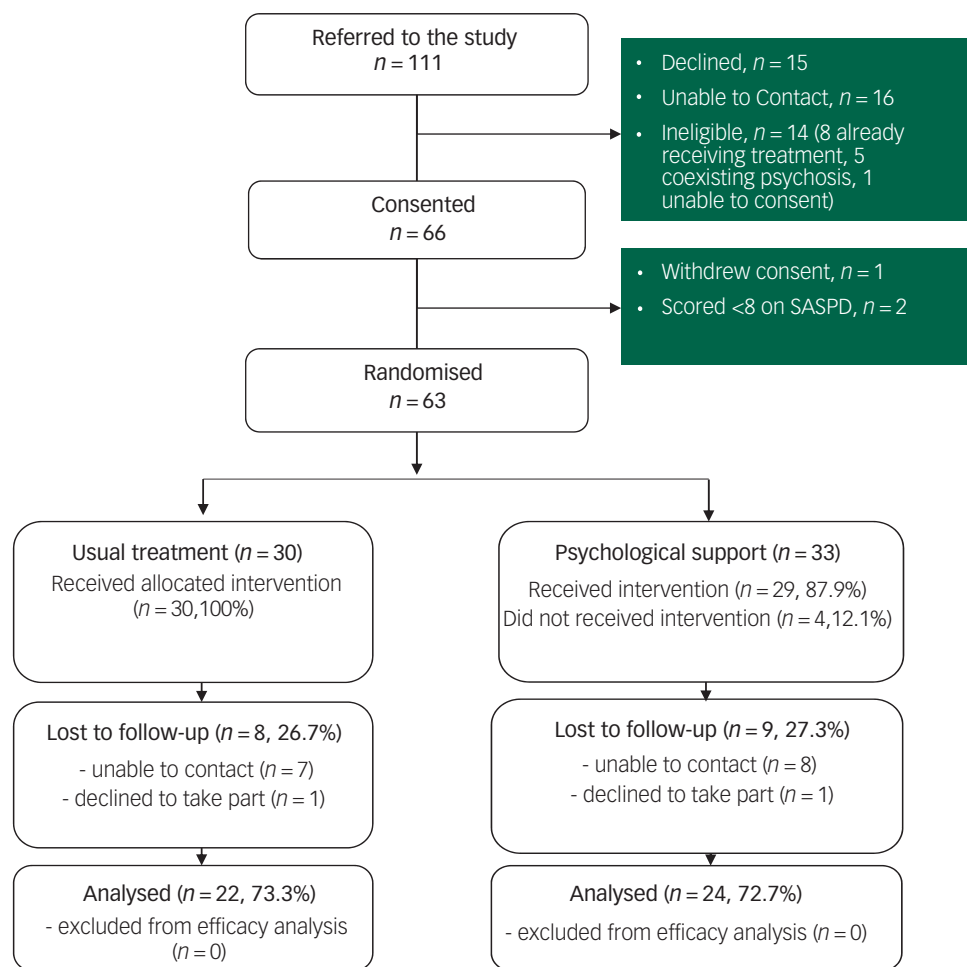 Referred to the study
n = 111
• Declined, n = 15
• Unable to Contact, n = 16
• Ineligible, n = 14 (8 already
receiving treatment, 5
coexisting psychosis, 1
unable to consent)
Consented
n = 66
• Withdrew consent, n = 1
• Scored <8 on SASPD, n = 2
Randomised
n = 63
Usual treatment (n = 30)
Received allocated intervention
(n = 30,100%)
Psychological support (n = 33)
Received intervention (n = 29, 87.9%)
Did not received intervention (n = 4,12.1%)
Lost to follow-up (n = 8, 26.7%)
- unable to contact (n = 7)
- declined to take part (n = 1)
Lost to follow-up (n = 9, 27.3%)
- unable to contact (n = 8)
- declined to take part (n = 1)
Analysed (n = 22, 73.3%)
- excluded from efficacy analysis
(n = 0)
Analysed (n = 24, 72.7%)
- excluded from efficacy analysis (n = 0)